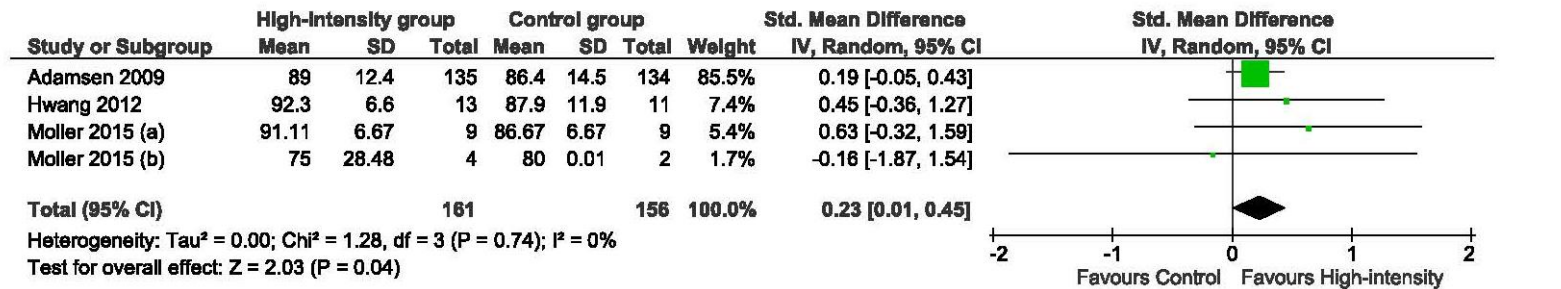 High-Intensity group Control group Std. Mean Difference Std. Mean Difference
Study or Subgroup Mean SD Total Mean SD Total Weight IV, Random, 95% CI IV, Random, 95% CI
Adamsen 2009 89 12.4 135 86.4 14.5 134 85.5% 0.19 [-0.05, 0.43]
Hwang 2012 92.3 6.6 13 87.9 11.9 11 7.4% 0.45 [-0.36, 1.27]
Moller 2015 (a) 91.11 6.67 9 86.67 6.67 9 5.4% 0.63 [-0.32, 1.59]
Moller 2015 (b) 75 28.48 4 80 0.01 2 1.7% -0.16 [-1.87, 1.54]
Total (95% CI) 161 156 100.0% 0.23 [0.01, 0.45]
Heterogeneity: Tau² = 0.00; Chi² = 1.28, df = 3 (P = 0.74); I² = 0%
Test for overall effect: Z = 2.03 (P = 0.04)
-2 -1 0 1 2
Favours Control Favours High-intensity